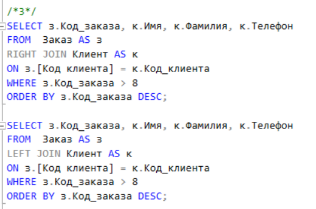 /*3*/
SELECT з.Код_заказа, к.Имя, к.Фамилия, к.Телефон
FROM Заказ AS з
RIGHT JOIN Клиент AS к
ON з.[Код клиента] = к.Код_клиента
WHERE з.Код_заказа > 8
ORDER BY з.Код_заказа DESC;
SELECT з.Код_заказа, к.Имя, к.Фамилия, к.Телефон
FROM Заказ AS з
LEFT JOIN Клиент AS к
ON з.[Код клиента] = к.Код_клиента
WHERE з.Код_заказа > 8
ORDER BY з.Код_заказа DESC;